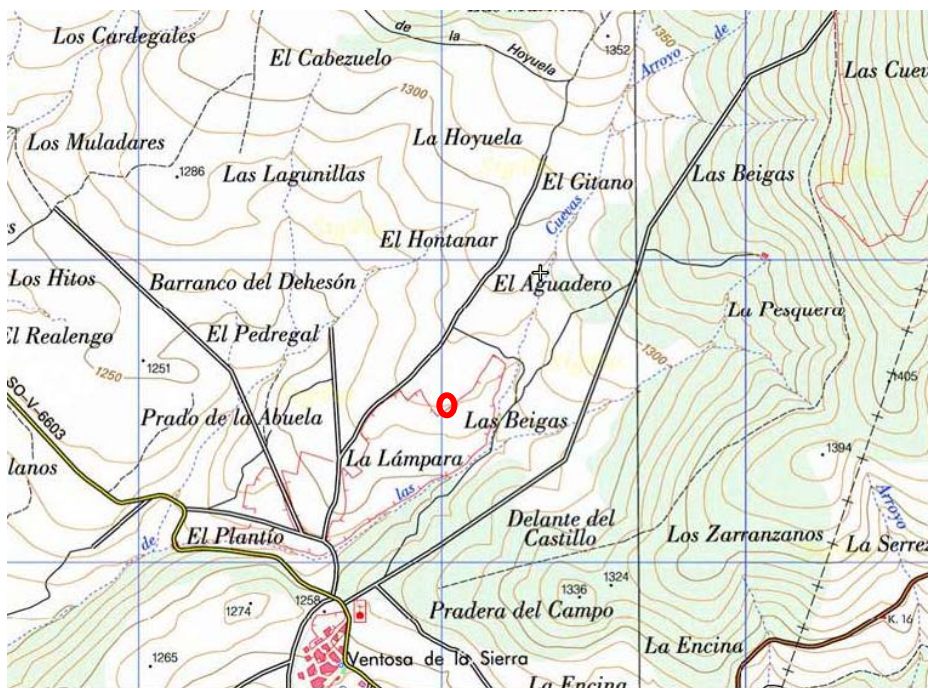 Los Cardegales
de la Hoyuela
1352
1350
Arroyo de
El Cabezuelo
Las Cuev
1300
Los Muladares
La Hoyuela
1286
Las Lagunillas
El Gitano
Las Beigas
Cuevas
El Hontanar
Los Hitos
Barranco del Dehesón
El Aguadero
La Pesquera
El Realengo
El Pedregal
1300
1251
1250
1405
SO-V-6603
Prado de la Abuela
Las Beigas
1394
lanos
La Lámpara
las
Arroyo
Delante del
Castillo
El Plantío
de
Los Zarranzanos
La Serrez
1324
1336
1258
1274
Pradera del Campo
K. 16
La Encina
1265
Ventosa de la Sierra
La Encina